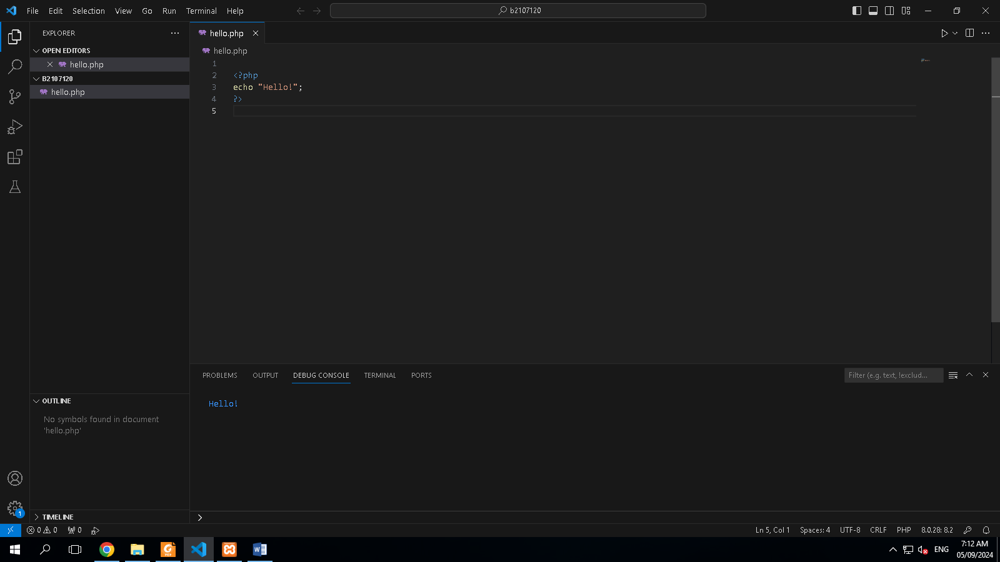 File Edit Selection View Go Run Terminal Help
b2107120
EXPLORER
OPEN EDITORS
hello.php
B2107120
hello.php
hello.php
hello.php
1
2 <?php
3 echo "Hello!";
4 ?>
5
OUTLINE
No symbols found in document
'hello.php'
TIMELINE
PROBLEMS OUTPUT DEBUG CONSOLE TERMINAL PORTS
Filter (e.g. text, !exclud...
Hello!
1
0 0 0
Ln 5, Col 1 Spaces: 4 UTF-8 CRLF PHP 8.0.28: 8.2
ENG
7:12 AM
05/09/2024